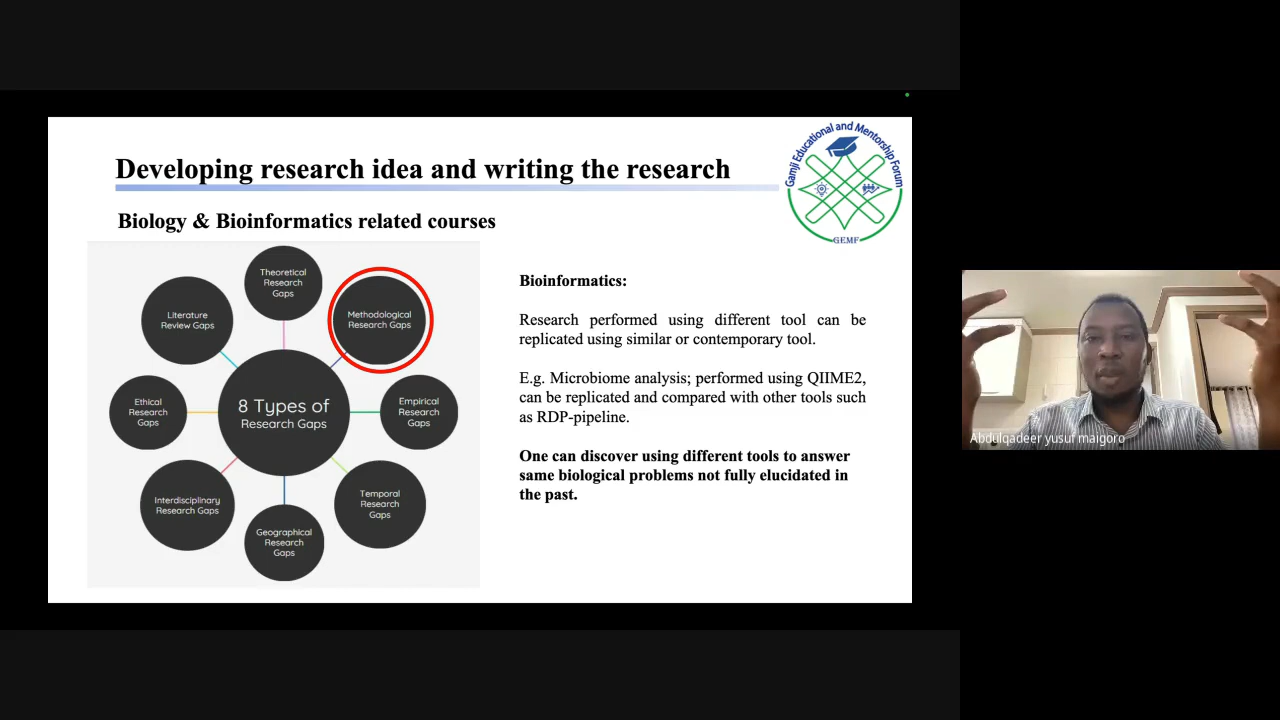 Developing research idea and writing the research
Gamji Educational and Mentorship Forum
GEMF
Biology & Bioinformatics related courses
Theoretical
Research
Gaps
Literature
Review Gaps
Methodological
Research Gaps
Ethical
Research
Gaps
8 Types of
Research Gaps
Empirical
Research
Gaps
Interdisciplinary
Research Gaps
Temporal
Research
Gaps
Geographical
Research
Gaps
Bioinformatics:
Research performed using different tool can be
replicated using similar or contemporary tool.
E.g. Microbiome analysis; performed using QIIME2,
can be replicated and compared with other tools such
as RDP-pipeline.
One can discover using different tools to answer
same biological problems not fully elucidated in
the past.
Abdulqadeer yusuf maigoro